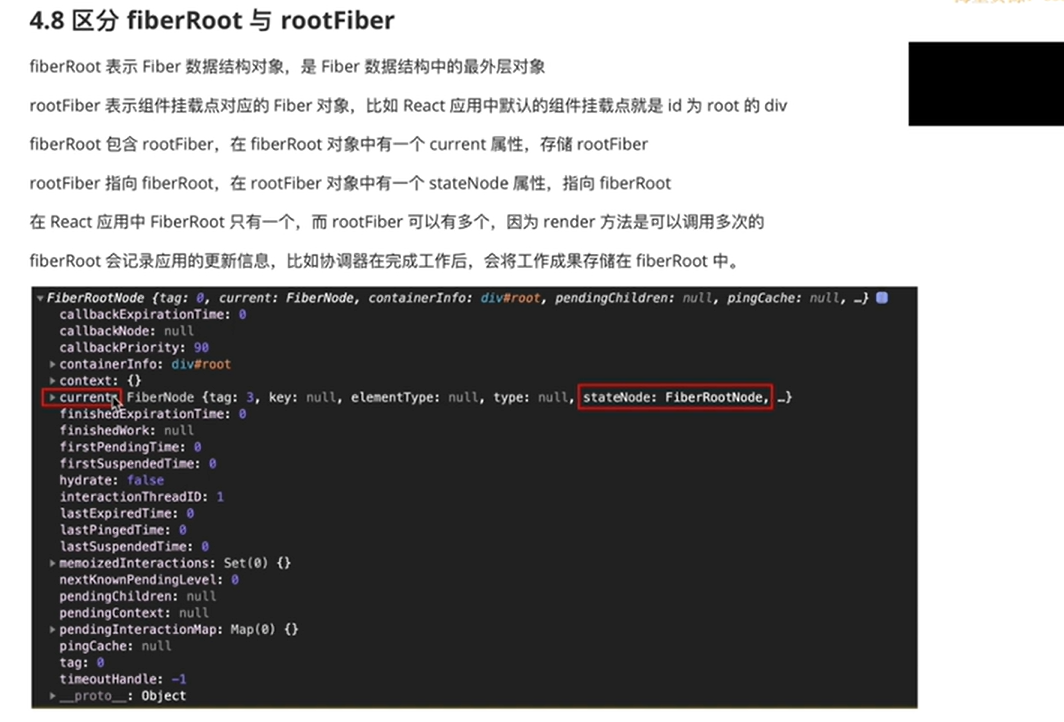 4.8 区分 fiberRoot 与 rootFiber
fiberRoot 表示 Fiber 数据结构对象，是 Fiber 数据结构中的最外层对象
rootFiber 表示组件挂载点对应的 Fiber 对象，比如 React 应用中默认的组件挂载点就是 id 为 root 的 div
fiberRoot 包含 rootFiber，在 fiberRoot 对象中有一个 current 属性，存储 rootFiber
rootFiber 指向 fiberRoot，在 rootFiber 对象中有一个 stateNode 属性，指向 fiberRoot
在 React 应用中 FiberRoot 只有一个，而 rootFiber 可以有多个，因为 render 方法是可以调用多次的
fiberRoot 会记录应用的更新信息，比如协调器在完成工作后，会将工作成果存储在 fiberRoot 中。
FiberRootNode {tag: 0, current: FiberNode, containerInfo: div#root, pendingChildren: null, pingCache: null, …}
callbackExpirationTime: 0
callbackNode: null
callbackPriority: 90
containerInfo: div#root
context: {}
current: FiberNode {tag: 3, key: null, elementType: null, type: null, stateNode: FiberRootNode, …}
finishedExpirationTime: 0
finishedWork: null
firstPendingTime: 0
firstSuspendedTime: 0
hydrate: false
interactionThreadID: 1
lastExpiredTime: 0
lastPingedTime: 0
lastSuspendedTime: 0
memoizedInteractions: Set(0) {}
nextKnownPendingLevel: 0
pendingChildren: null
pendingContext: null
pendingInteractionMap: Map(0) {}
pingCache: null
tag: 0
timeoutHandle: -1
__proto__: Object